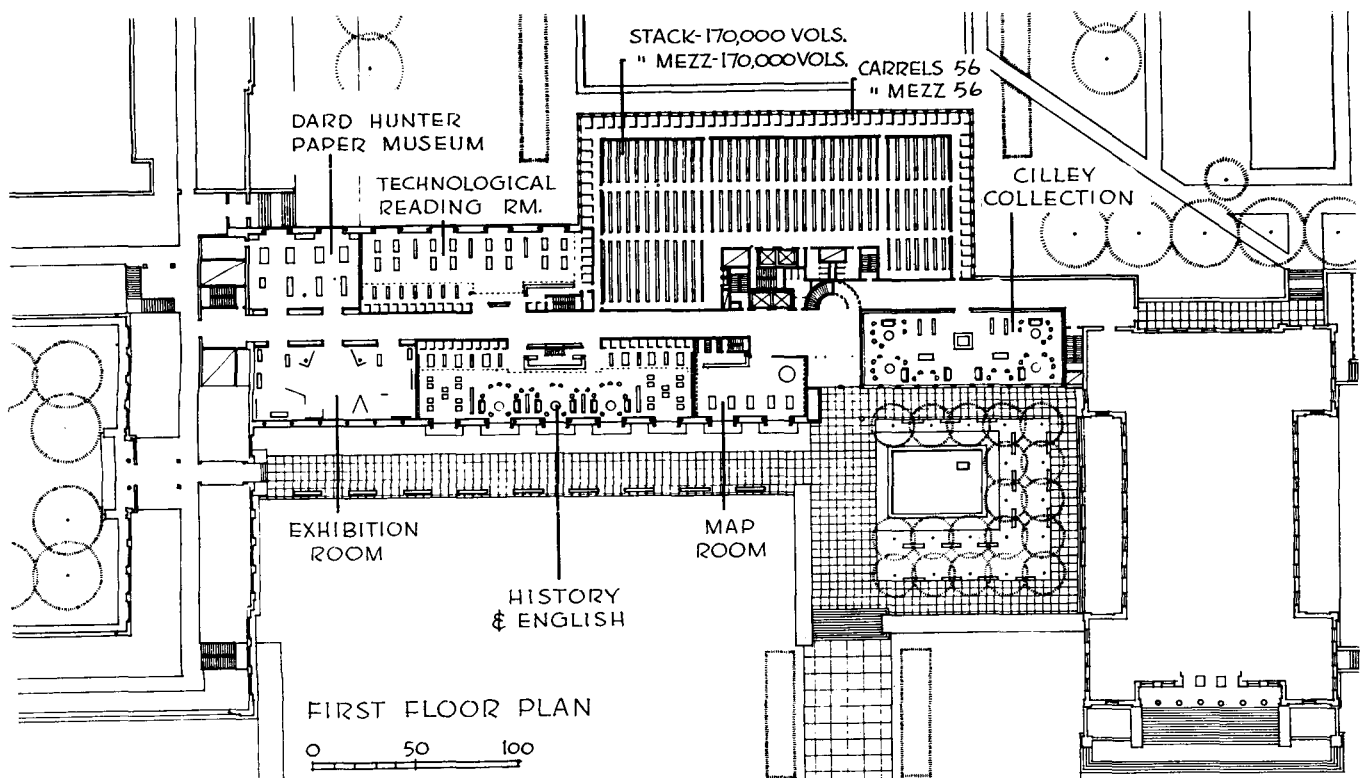 STACK-170,000 VOLS.
" MEZZ-170,000 VOLS.
CARRELS 56
" MEZZ 56
DARD HUNTER
PAPER MUSEUM
TECHNOLOGICAL
READING RM.
CILLEY
COLLECTION
EXHIBITION
ROOM
MAP
ROOM
HISTORY
& ENGLISH
FIRST FLOOR PLAN
0 50 100